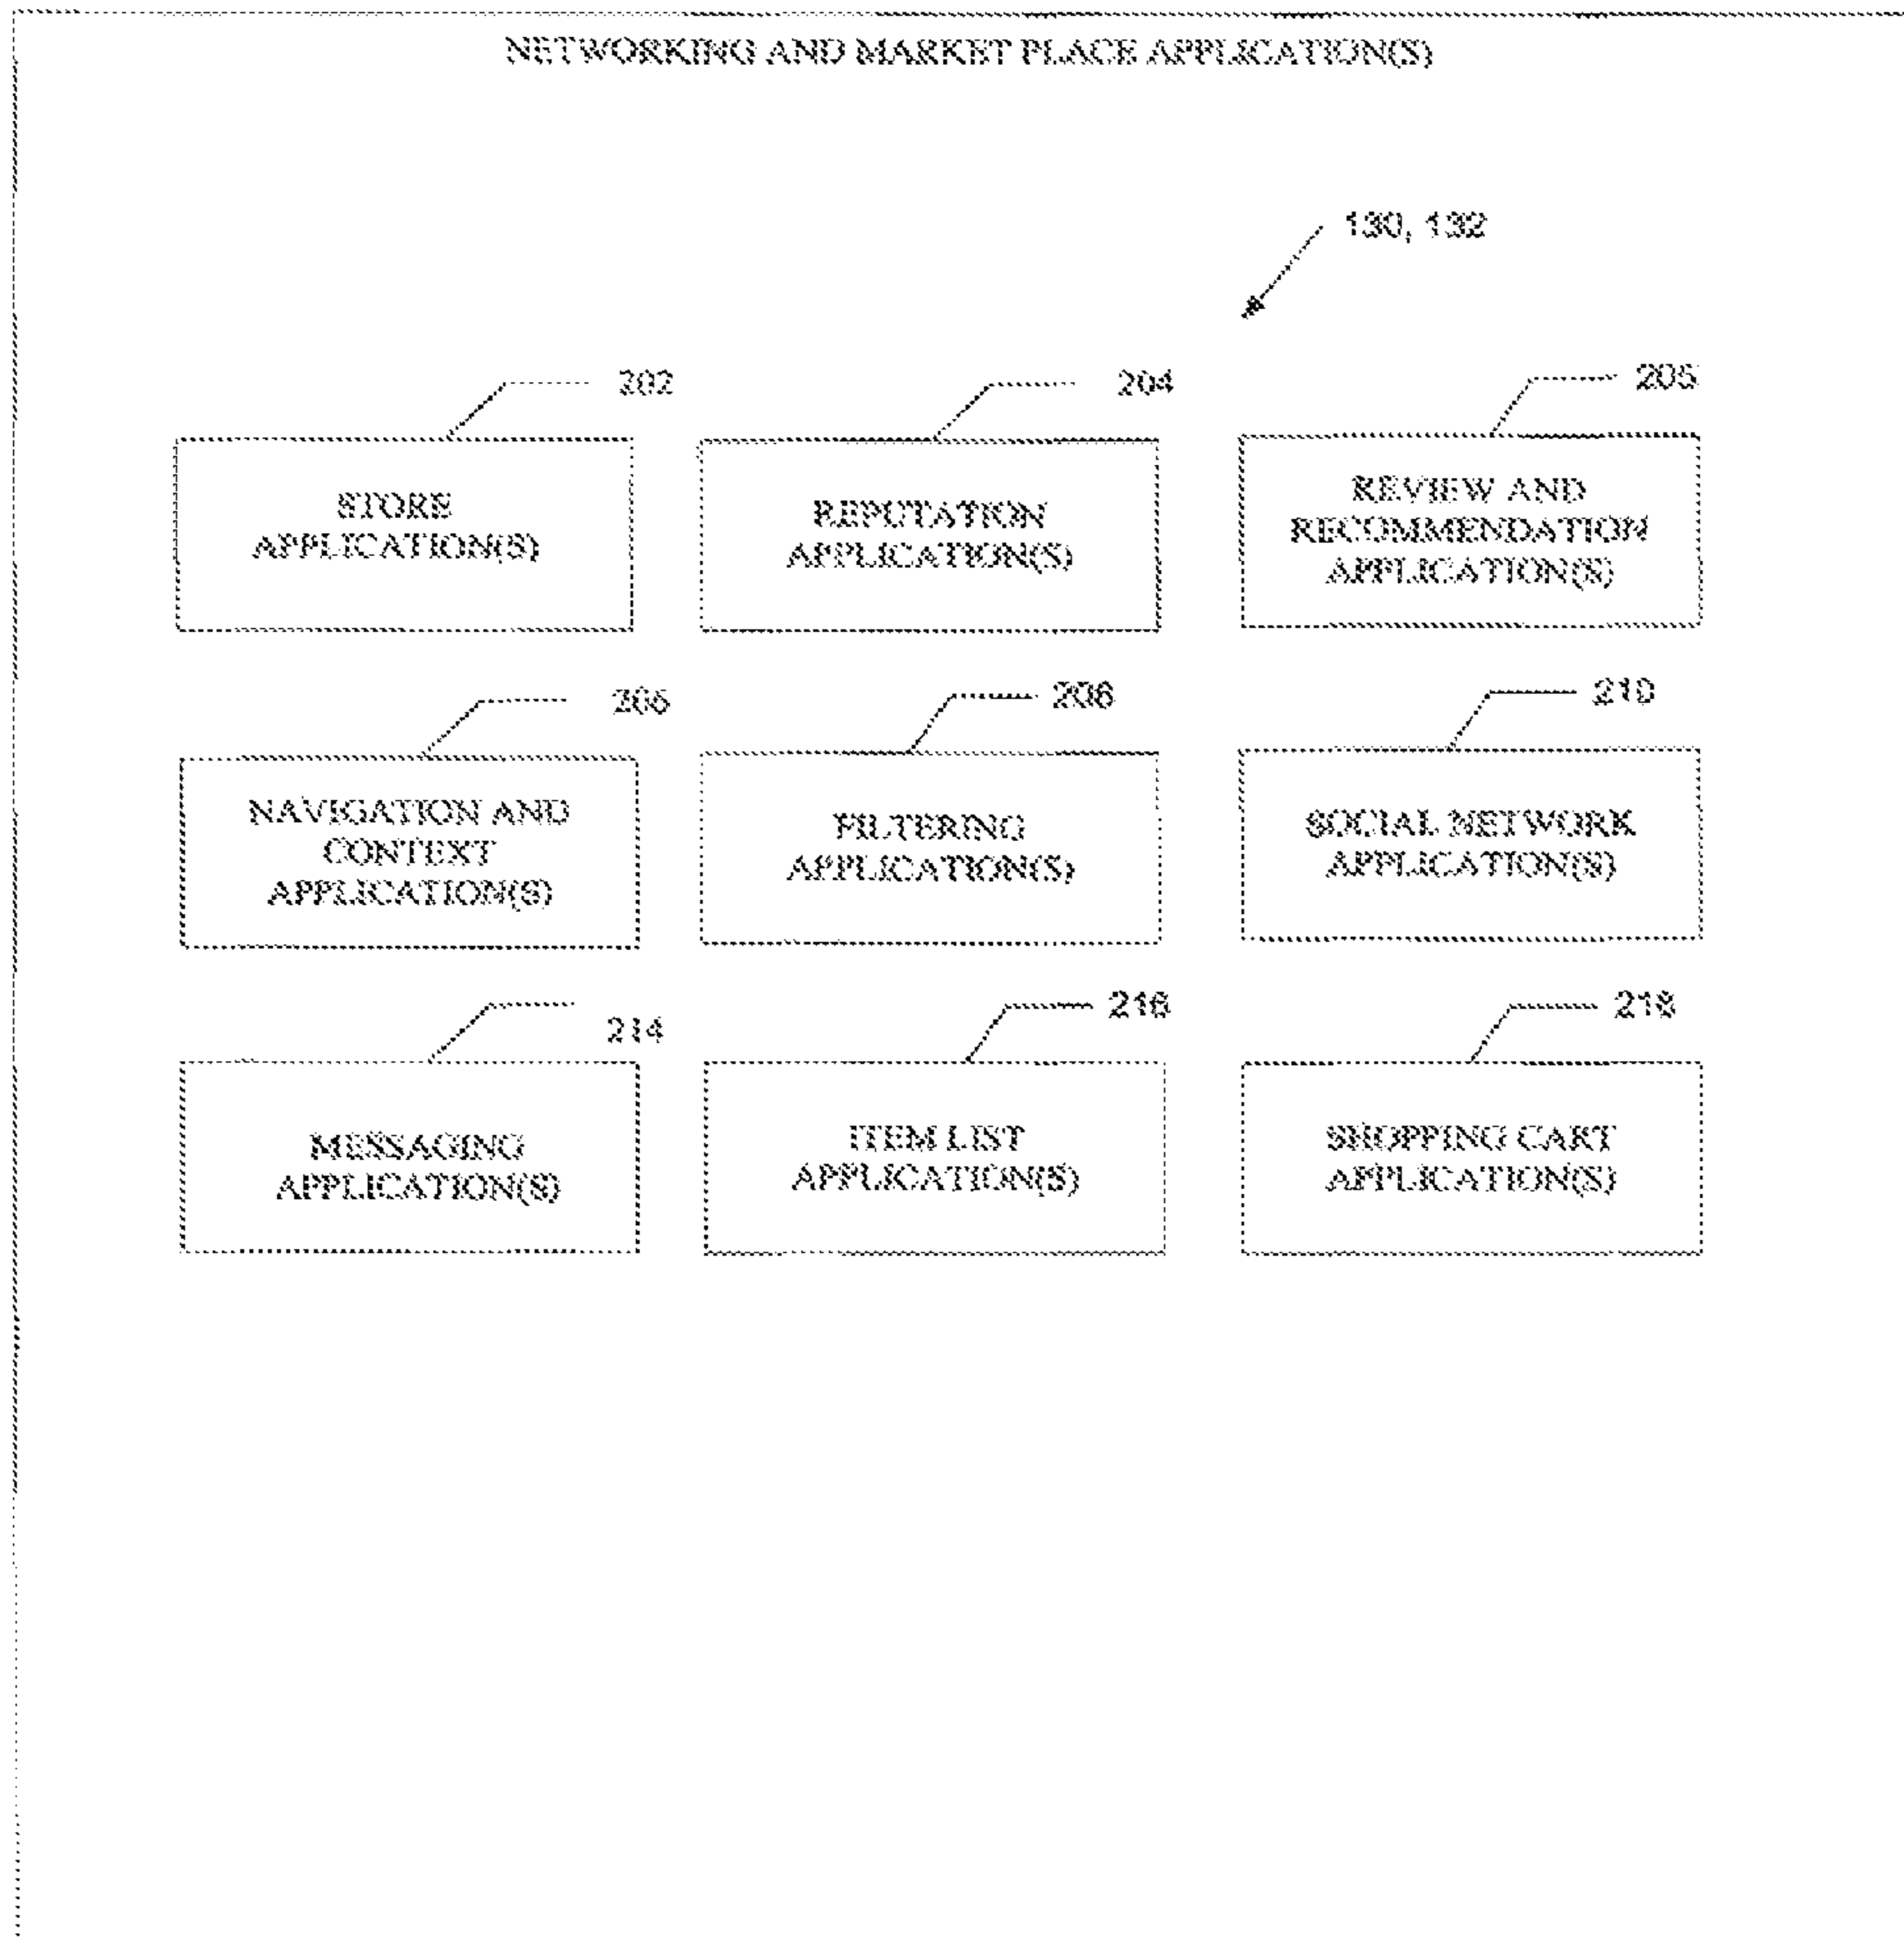 NETWORKING AND MARKET PLACE APPLICATION(S)
130, 132
202
204
205
STORE
APPLICATION(S)
REPUTATION
APPLICATION(S)
REVIEW AND
RECOMMENDATION
APPLICATION(S)
206
208
210
NAVIGATION AND
CONTEXT
APPLICATION(S)
FILTERING
APPLICATION(S)
SOCIAL NETWORK
APPLICATION(S)
214
216
218
MESSAGING
APPLICATION(S)
ITEM LIST
APPLICATION(S)
SHOPPING CART
APPLICATION(S)